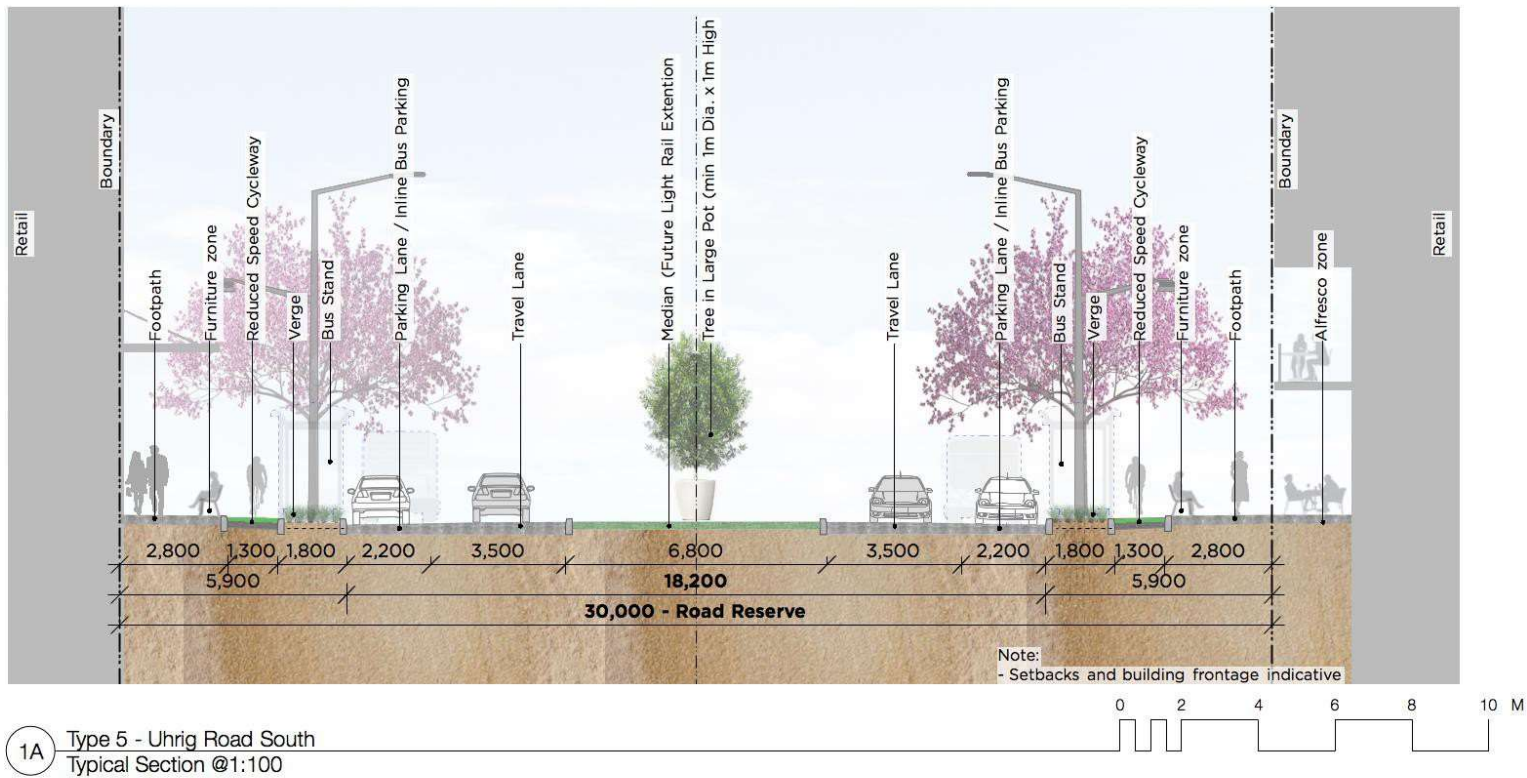 Retail
Boundary
Footpath
Furniture zone
Reduced Speed Cycleway
Verge
Bus Stand
Parking Lane / Inline Bus Parking
Travel Lane
Median (Future Light Rail Extention
Tree in Large Pot (min 1m Dia. x 1m High
Travel Lane
Parking Lane / Inline Bus Parking
Bus Stand
Verge
Reduced Speed Cycleway
Furniture zone
Footpath
Boundary
Alfresco zone
Retail
2,800 1,300 1,800 2,200 3,500 6,800 3,500 2,200 1,800 1,300 2,800
5,900 18,200 5,900
30,000 - Road Reserve
Note:
- Setbacks and building frontage indicative
0 2 4 6 8 10 M
1A
Type 5 - Uhrig Road South
Typical Section @1:100